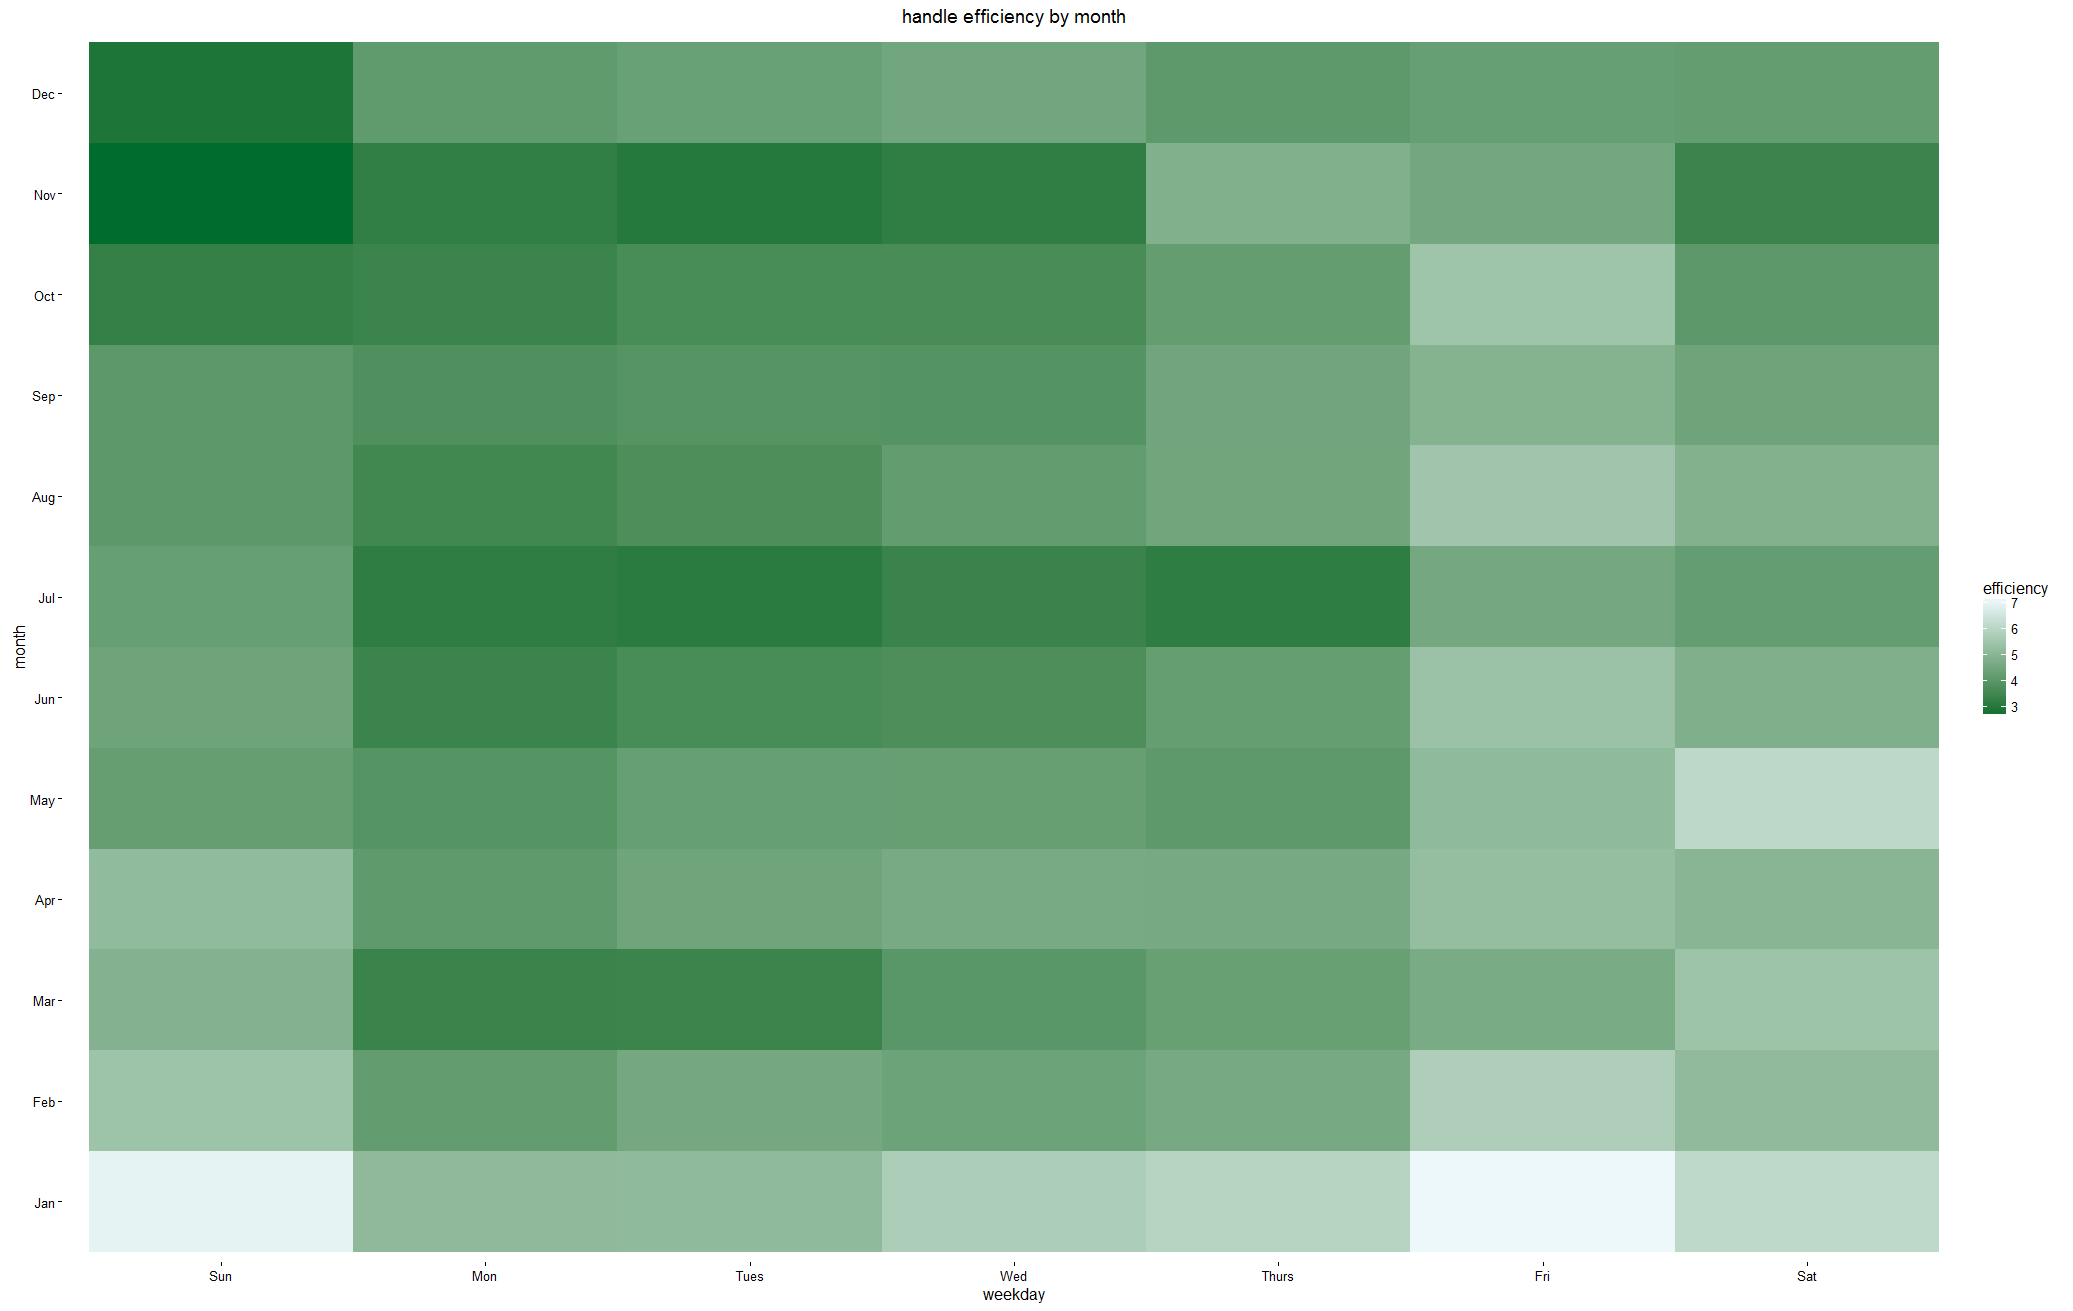 handle efficiency by month
Dec
Nov
Oct
Sep
Aug
Jul
Jun
May
Apr
Mar
Feb
Jan
month
Sun Mon Tues Wed Thurs Fri Sat
weekday
efficiency
7
6
5
4
3